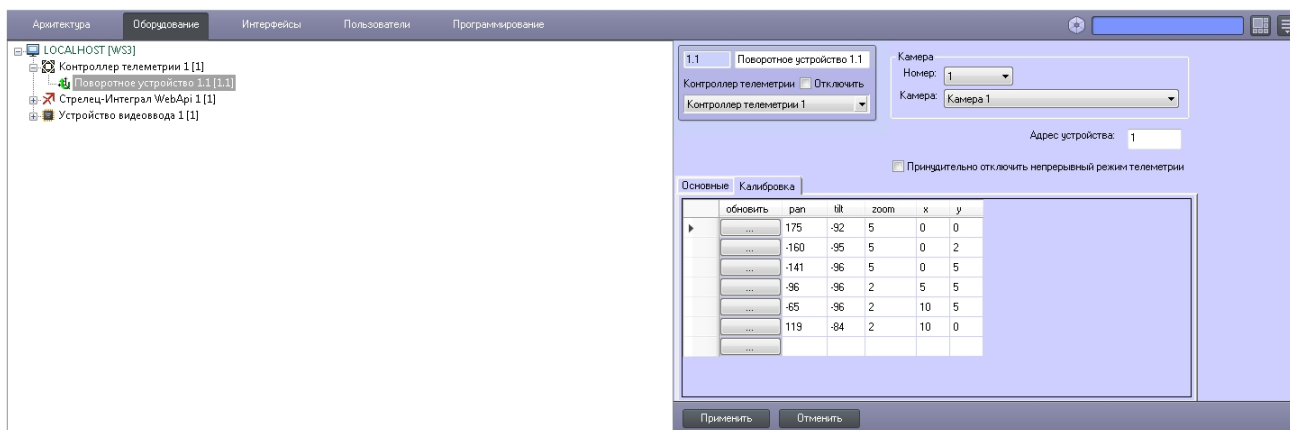 Архитектура Оборудование Интерфейсы Пользователи Программирование
LOCALHOST [WS3]
Контроллер телеметрии 1 [1]
Поворотное устройство 1.1 [1.1]
Стрелец-Интеграл WebApi 1 [1]
Устройство видеоввода 1 [1]
1.1 Поворотное устройство 1.1
Контроллер телеметрии Отключить
Контроллер телеметрии 1
Камера
Номер: 1
Камера: Камера 1
Адрес устройства: 1
Принудительно отключить непрерывный режим телеметрии
Основные Калибровка
обновить pan tilt zoom x y
... 175 -92 5 0 0
... -160 -95 5 0 2
... -141 -96 5 0 5
... -96 -96 2 5 5
... -65 -96 2 10 5
... 119 -84 2 10 0
...
Применить Отменить